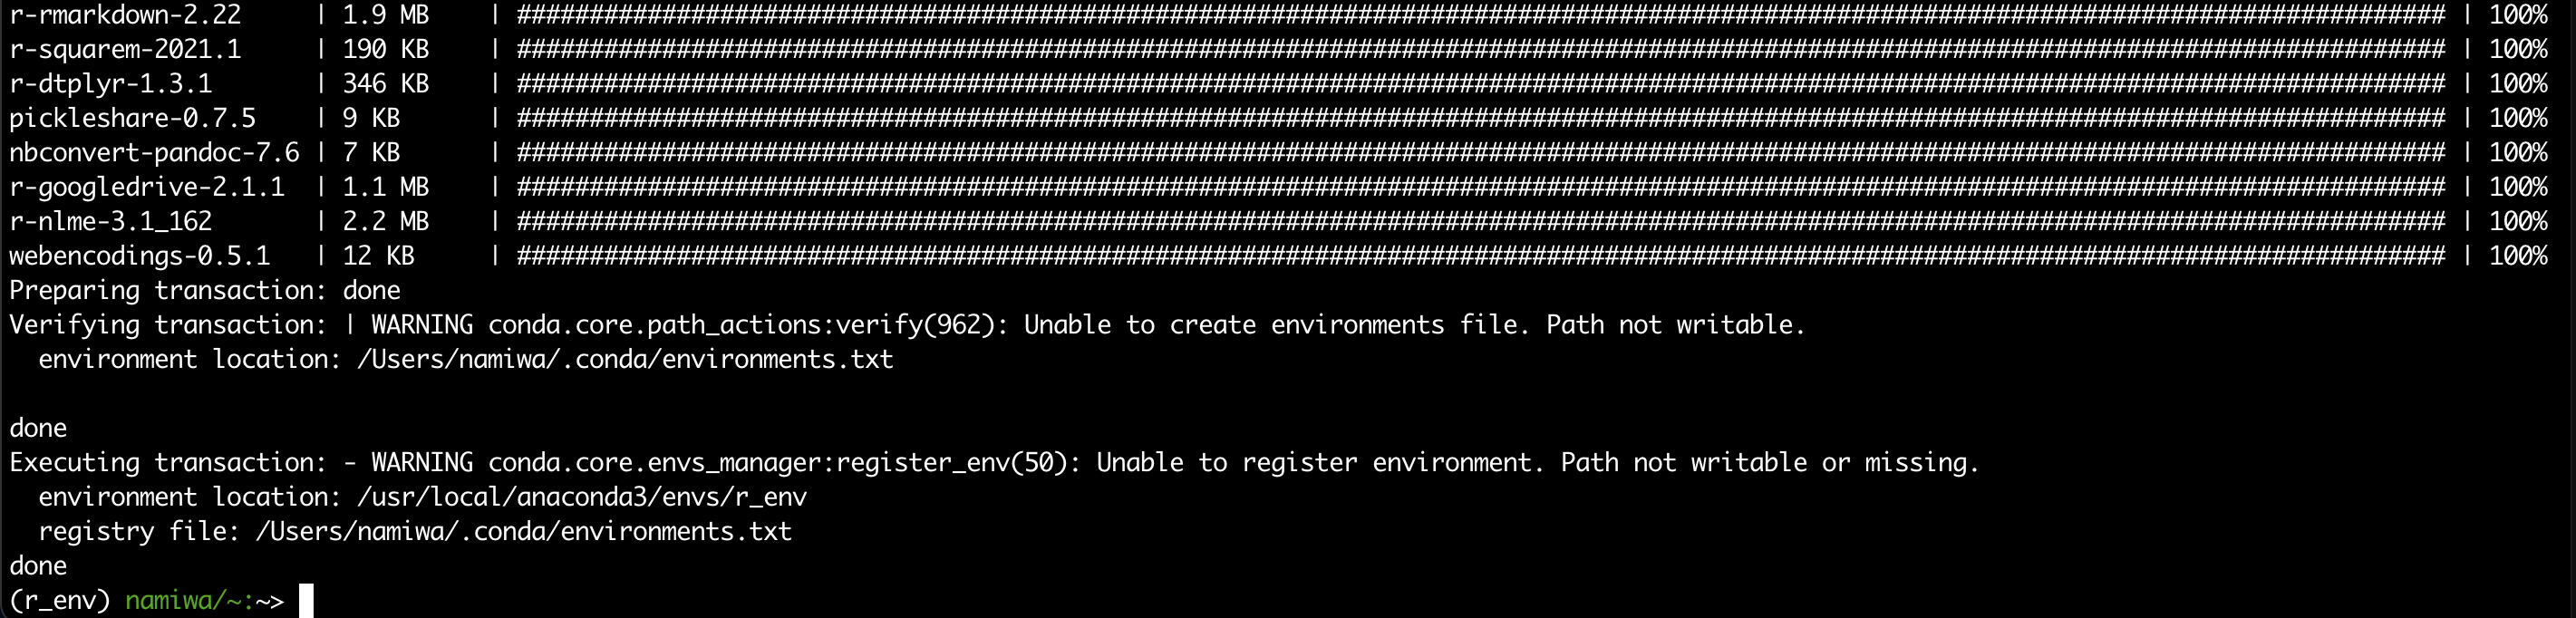 r-rmarkdown-2.22     | 1.9 MB    | ##################################################################################################################################### | 100%
r-squarem-2021.1     | 190 KB    | ##################################################################################################################################### | 100%
r-dtplyr-1.3.1       | 346 KB    | ##################################################################################################################################### | 100%
pickleshare-0.7.5    | 9 KB      | ##################################################################################################################################### | 100%
nbconvert-pandoc-7.6 | 7 KB      | ##################################################################################################################################### | 100%
r-googledrive-2.1.1  | 1.1 MB    | ##################################################################################################################################### | 100%
r-nlme-3.1_162       | 2.2 MB    | ##################################################################################################################################### | 100%
webencodings-0.5.1   | 12 KB     | ##################################################################################################################################### | 100%
Preparing transaction: done
Verifying transaction: | WARNING conda.core.path_actions:verify(962): Unable to create environments file. Path not writable.
  environment location: /Users/namiwa/.conda/environments.txt
done
Executing transaction: - WARNING conda.core.envs_manager:register_env(50): Unable to register environment. Path not writable or missing.
  environment location: /usr/local/anaconda3/envs/r_env
  registry file: /Users/namiwa/.conda/environments.txt
done
(r_env) namiwa/~:~>